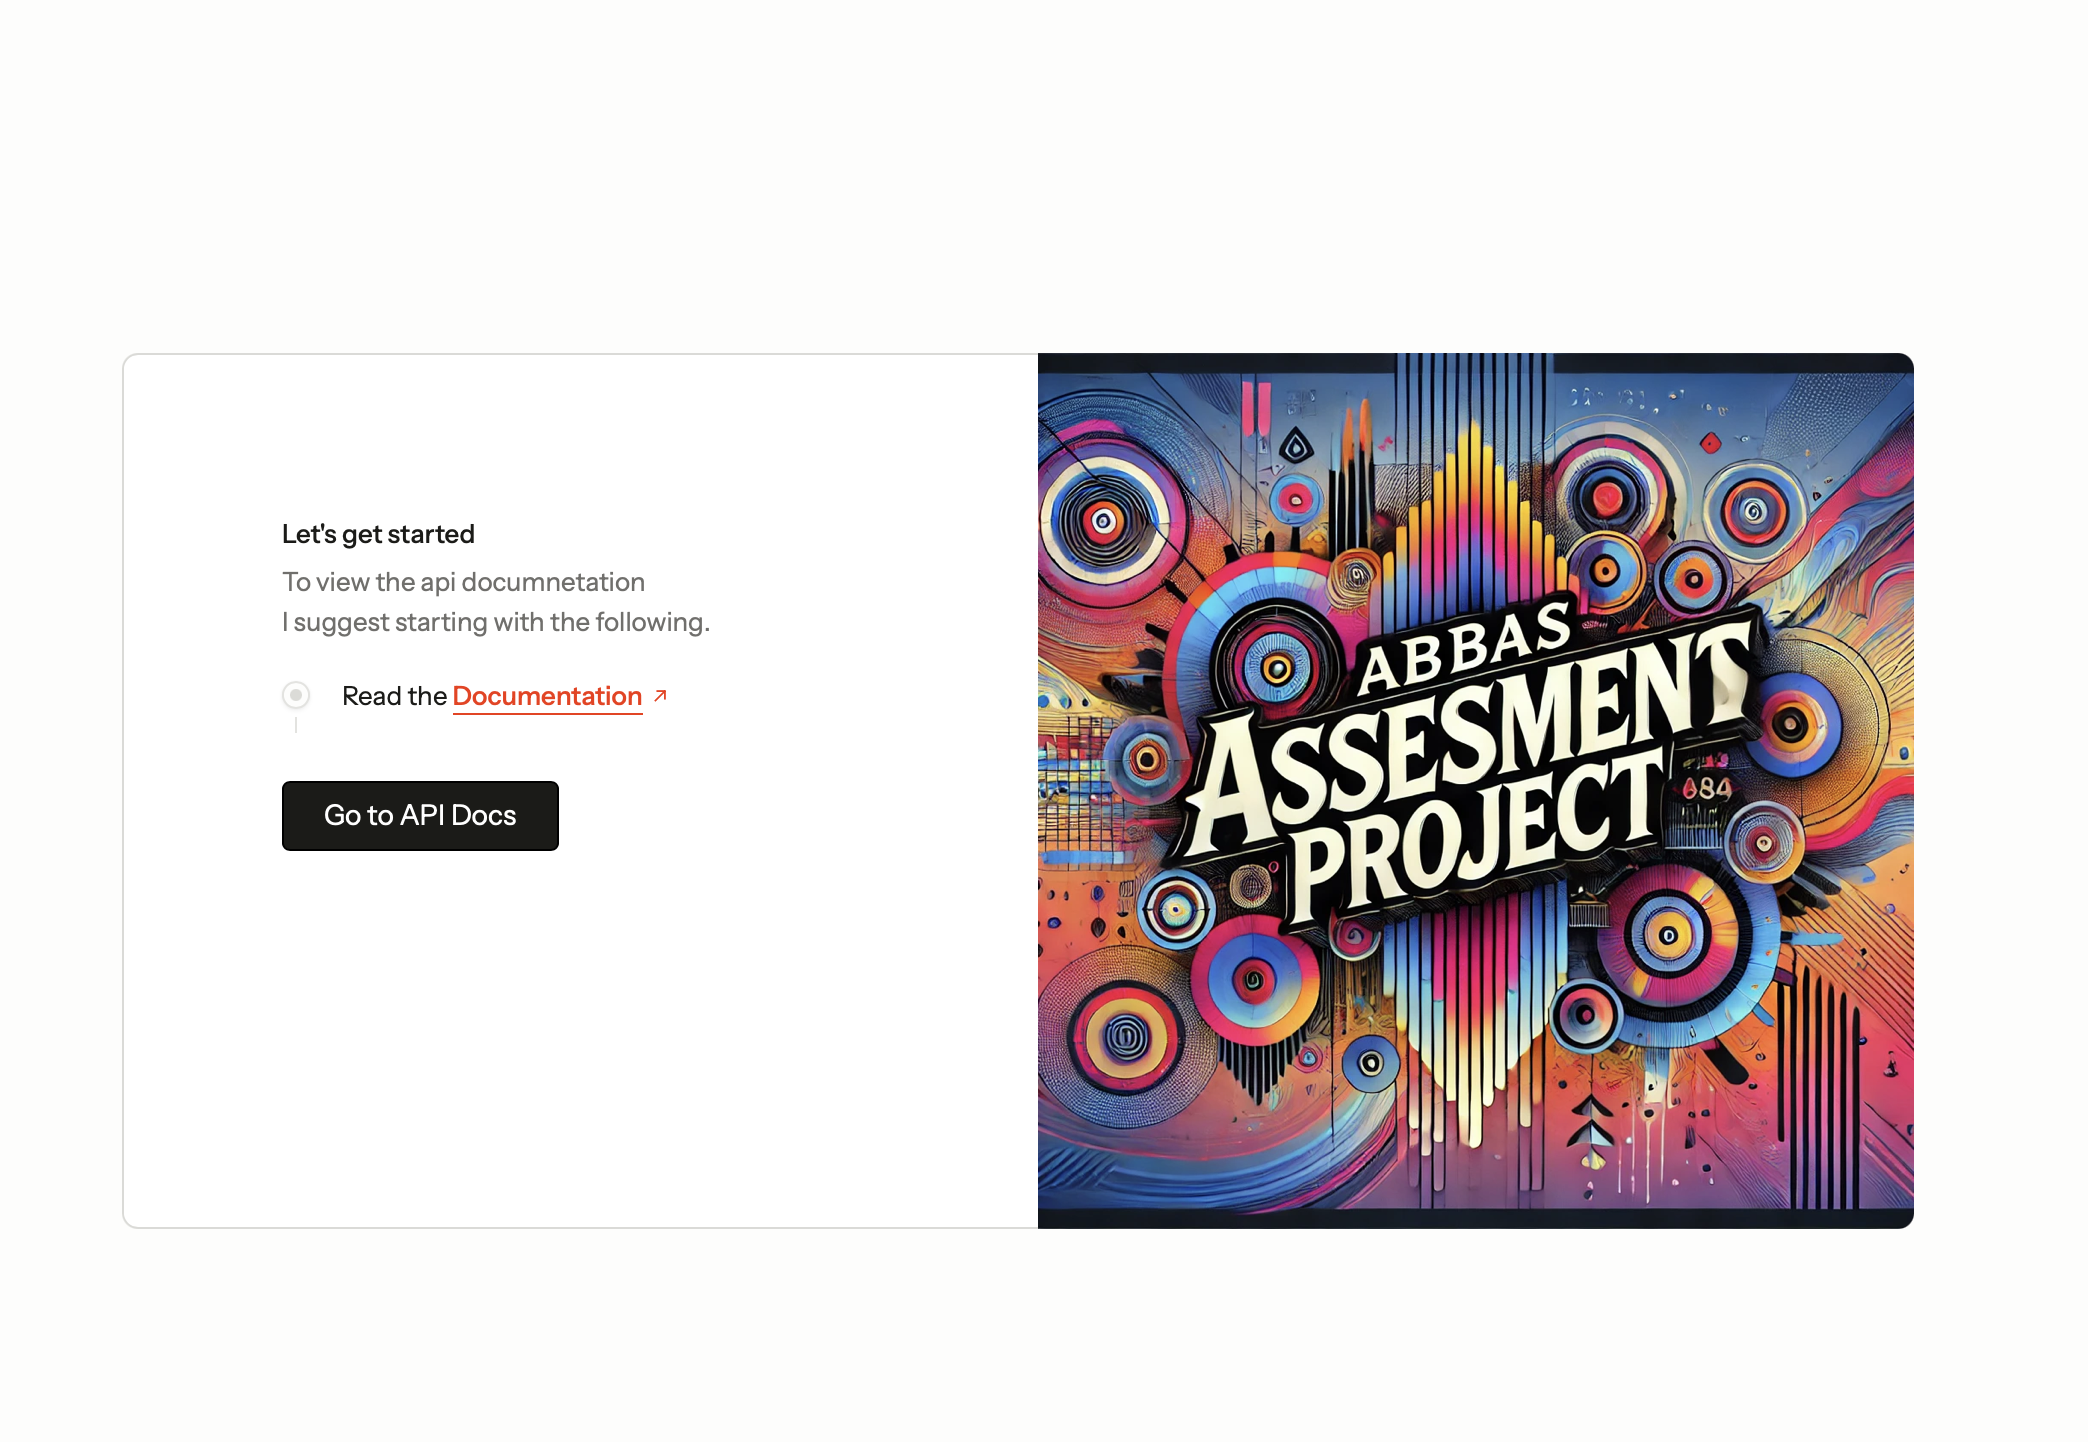 Let's get started
To view the api documnetation
I suggest starting with the following.
Read the Documentation ↗
Go to API Docs
ABBAS
ASSESMENT
PROJECT
684